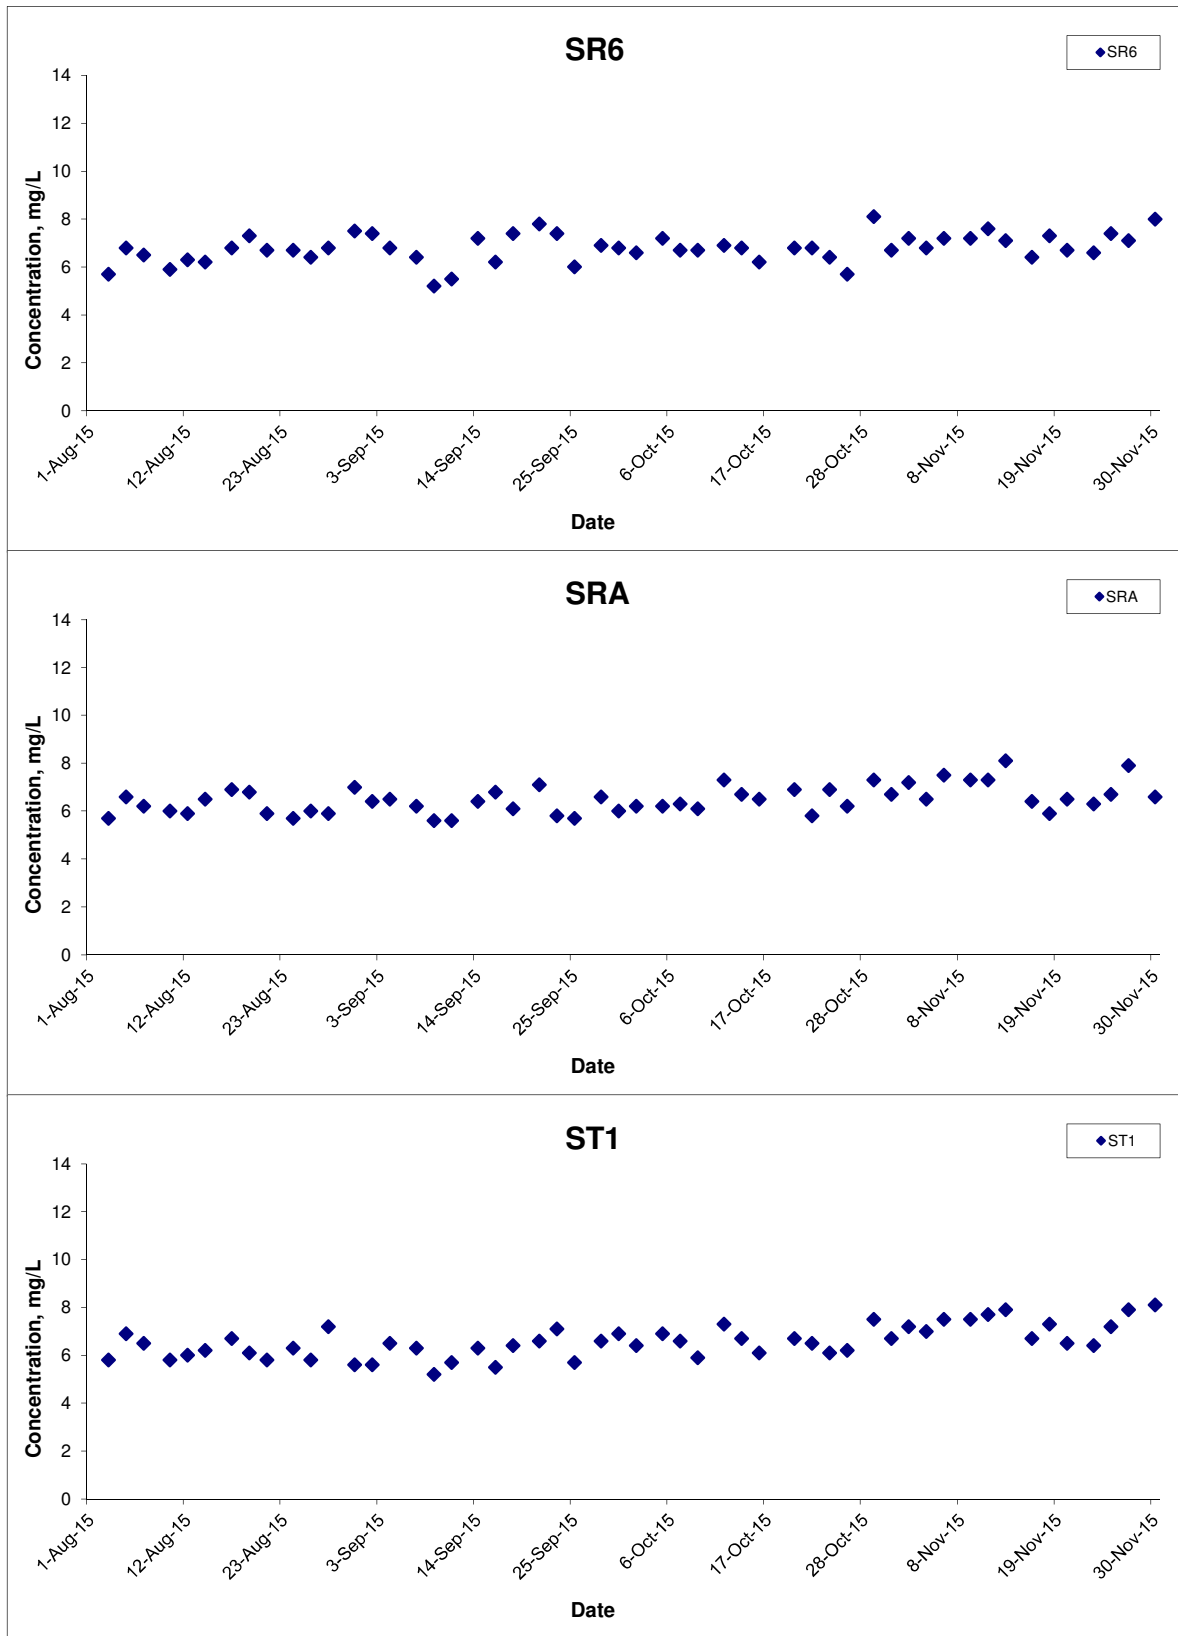 SR6
SR6
14
12
10
8
6
4
2
0
Concentration, mg/L
1-Aug-15
12-Aug-15
23-Aug-15
3-Sep-15
14-Sep-15
25-Sep-15
6-Oct-15
17-Oct-15
28-Oct-15
8-Nov-15
19-Nov-15
30-Nov-15
Date
SRA
SRA
14
12
10
8
6
4
2
0
Concentration, mg/L
1-Aug-15
12-Aug-15
23-Aug-15
3-Sep-15
14-Sep-15
25-Sep-15
6-Oct-15
17-Oct-15
28-Oct-15
8-Nov-15
19-Nov-15
30-Nov-15
Date
ST1
ST1
14
12
10
8
6
4
2
0
Concentration, mg/L
1-Aug-15
12-Aug-15
23-Aug-15
3-Sep-15
14-Sep-15
25-Sep-15
6-Oct-15
17-Oct-15
28-Oct-15
8-Nov-15
19-Nov-15
30-Nov-15
Date